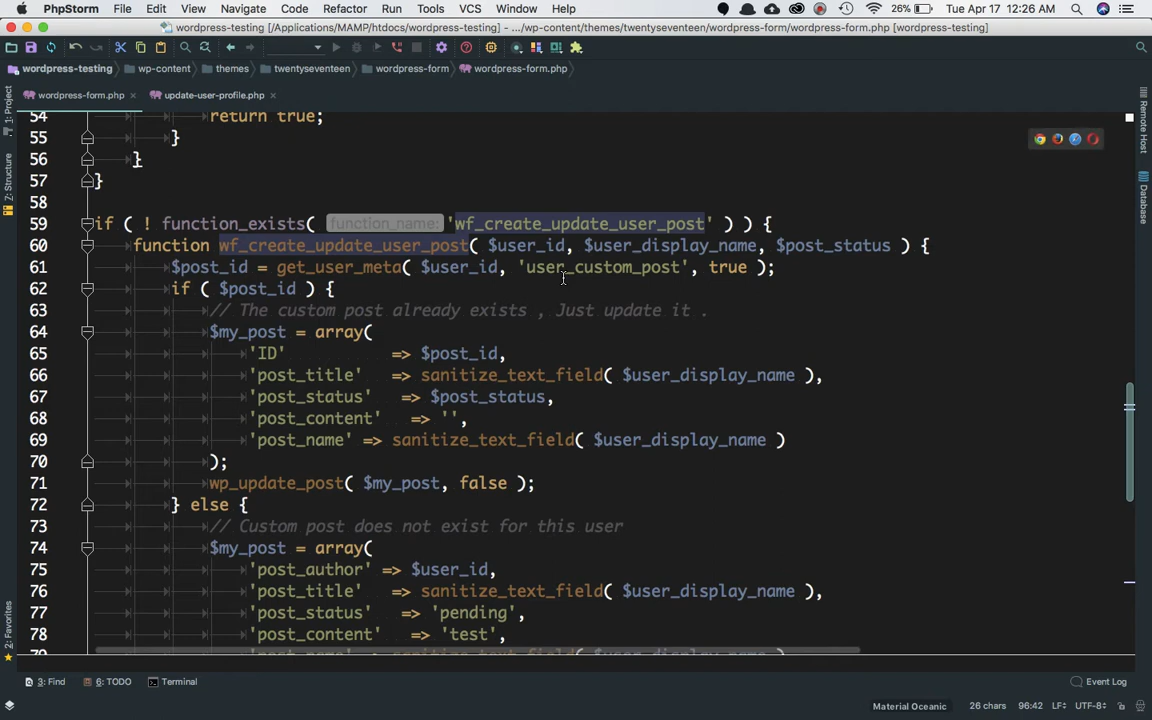 PhpStorm File Edit View Navigate Code Refactor Run Tools VCS Window Help 26% Tue Apr 17 12:26 AM
wordpress-testing [/Applications/MAMP/htdocs/wordpress-testing] - .../wp-content/themes/twentyseventeen/wordpress-form/wordpress-form.php [wordpress-testing]
wordpress-testing wp-content themes twentyseventeen wordpress-form wordpress-form.php
wordpress-form.php × update-user-profile.php ×
1: Project
Z: Structure
2: Favorites
Remote Host
Database
54 return true;
55 }
56 }
57 }
58
59 if ( ! function_exists( function_name: 'wf_create_update_user_post' ) ) {
60 function wf_create_update_user_post( $user_id, $user_display_name, $post_status ) {
61 $post_id = get_user_meta( $user_id, 'user_custom_post', true );
62 if ( $post_id ) {
63 // The custom post already exists , Just update it .
64 $my_post = array(
65 'ID' => $post_id,
66 'post_title' => sanitize_text_field( $user_display_name ),
67 'post_status' => $post_status,
68 'post_content' => '',
69 'post_name' => sanitize_text_field( $user_display_name )
70 );
71 wp_update_post( $my_post, false );
72 } else {
73 // Custom post does not exist for this user
74 $my_post = array(
75 'post_author' => $user_id,
76 'post_title' => sanitize_text_field( $user_display_name ),
77 'post_status' => 'pending',
78 'post_content' => 'test',
3: Find 6: TODO Terminal Event Log
Material Oceanic 26 chars 96:42 LF÷ UTF-8÷